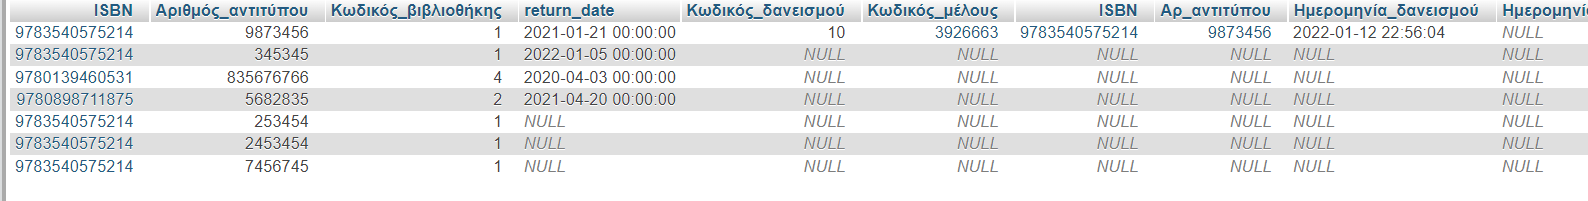 ISBN Αριθμός_αντιτύπου Κωδικός_βιβλιοθήκης return_date Κωδικός_δανεισμού Κωδικός_μέλους ISBN Αρ_αντιτύπου Ημερομηνία_δανεισμού Ημερομηνία
9783540575214 9873456 1 2021-01-21 00:00:00 10 3926663 9783540575214 9873456 2022-01-12 22:56:04 NULL
9783540575214 345345 1 2022-01-05 00:00:00 NULL NULL NULL NULL NULL NULL
9780139460531 835676766 4 2020-04-03 00:00:00 NULL NULL NULL NULL NULL NULL
9780898711875 5682835 2 2021-04-20 00:00:00 NULL NULL NULL NULL NULL NULL
9783540575214 253454 1 NULL NULL NULL NULL NULL NULL NULL
9783540575214 2453454 1 NULL NULL NULL NULL NULL NULL NULL
9783540575214 7456745 1 NULL NULL NULL NULL NULL NULL NULL